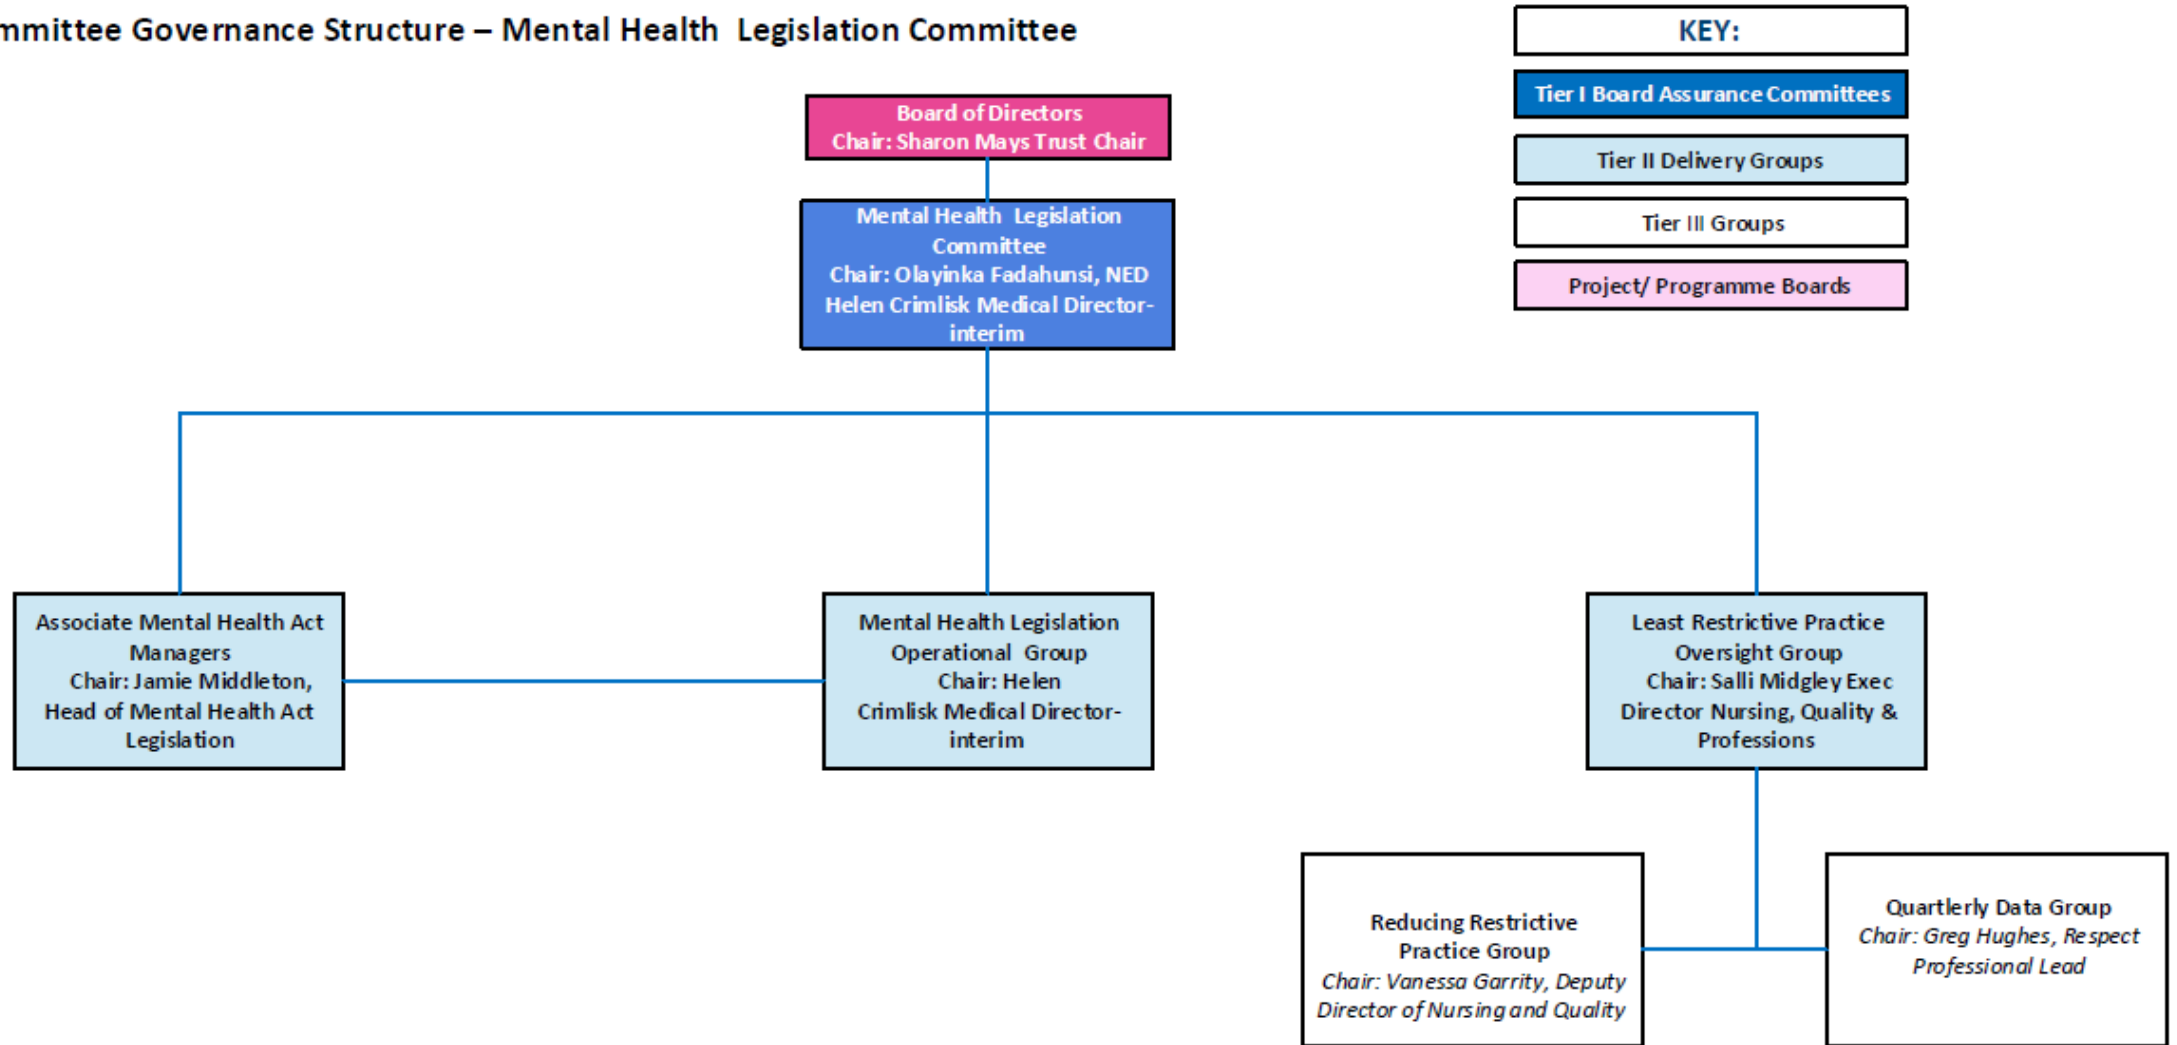 mmittee Governance Structure – Mental Health Legislation Committee
KEY:
Tier I Board Assurance Committees
Tier II Delivery Groups
Tier III Groups
Project/ Programme Boards
Board of Directors
Chair: Sharon Mays Trust Chair
Mental Health Legislation
Committee
Chair: Olayinka Fadahunsi, NED
Helen Crimlisk Medical Director-
interim
Associate Mental Health Act
Managers
Chair: Jamie Middleton,
Head of Mental Health Act
Legislation
Mental Health Legislation
Operational Group
Chair: Helen
Crimlisk Medical Director-
interim
Least Restrictive Practice
Oversight Group
Chair: Salli Midgley Exec
Director Nursing, Quality &
Professions
Reducing Restrictive
Practice Group
Chair: Vanessa Garrity, Deputy
Director of Nursing and Quality
Quartlerly Data Group
Chair: Greg Hughes, Respect
Professional Lead